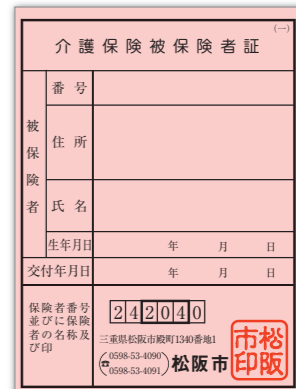 (一)
介護保険被保険者証
被保険者
番号
住所
氏名
生年月日 年 月 日
交付年月日 年 月 日
保険者番号
並びに保険
者の名称及
び印
242040
三重県松阪市殿町1340番地1
☎(0598-53-4090
0598-53-4091)
松阪市
松阪
市印